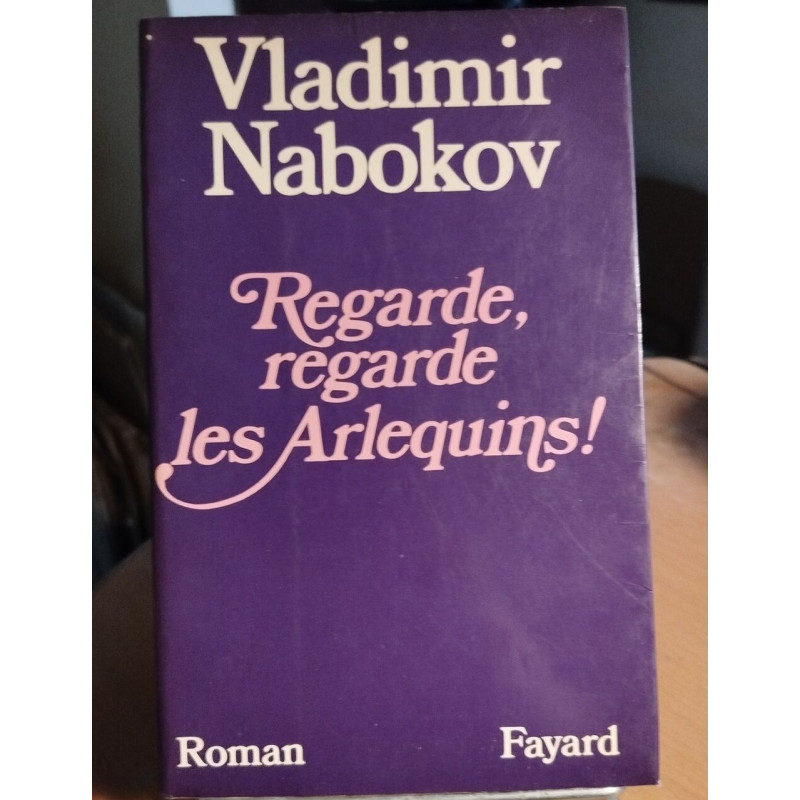 Vladimir
Nabokov
Regarde,
regarde
les Arlequins!
Roman
Fayard